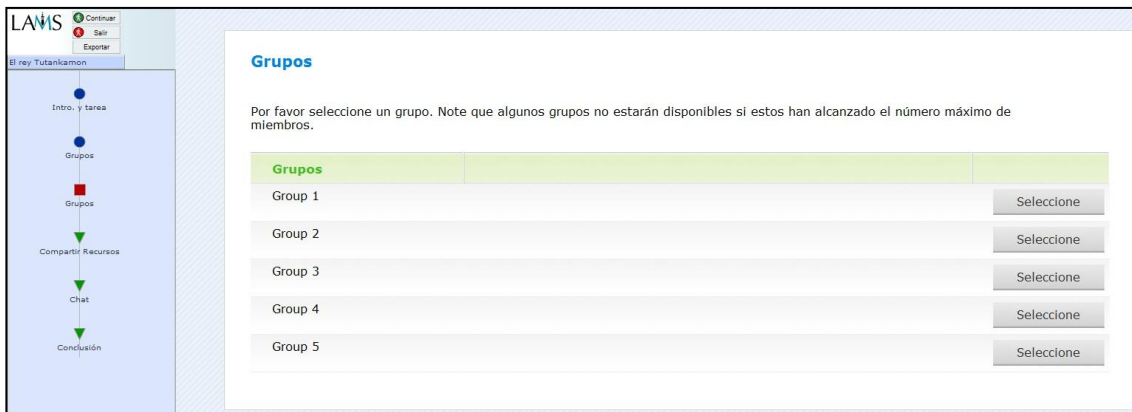 LAMS
Continuar
Salir
Exportar
El rey Tutankamon
Intro. y tarea
Grupos
Grupos
Compartir Recursos
Chat
Conclusión
Grupos
Por favor seleccione un grupo. Note que algunos grupos no estarán disponibles si estos han alcanzado el número máximo de
miembros.
Grupos
Group 1 Seleccione
Group 2 Seleccione
Group 3 Seleccione
Group 4 Seleccione
Group 5 Seleccione